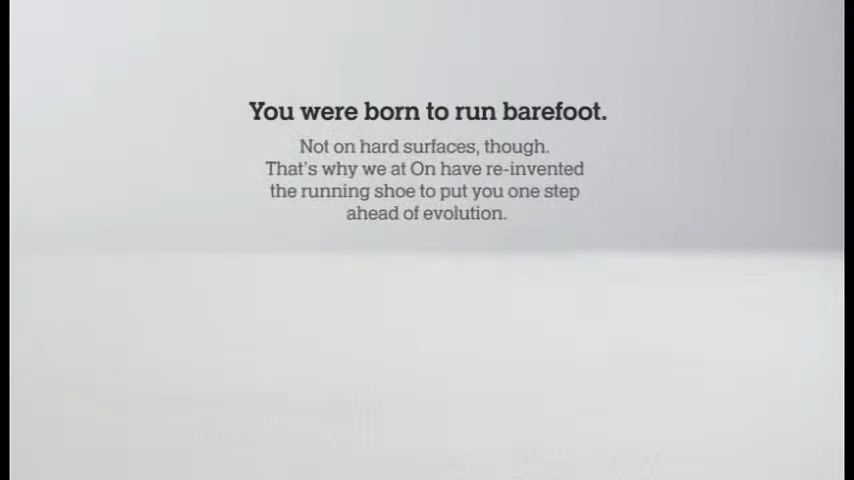 You were born to run barefoot.
Not on hard surfaces, though.
That's why we at On have re-invented
the running shoe to put you one step
ahead of evolution.